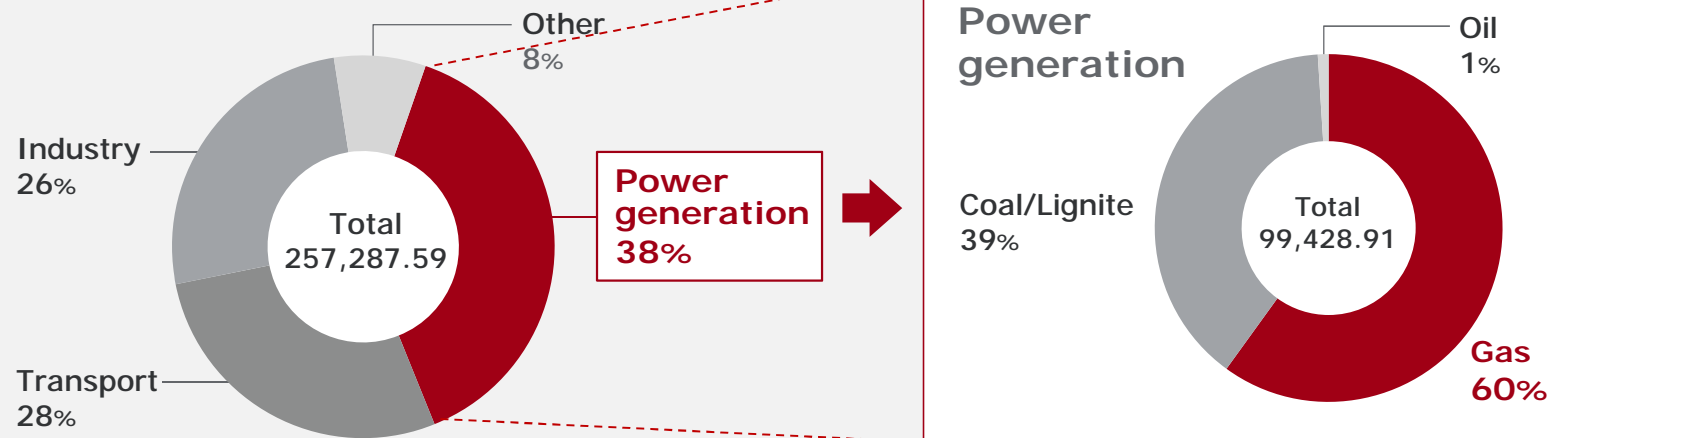 Other
8%
Industry
26%
Total
257,287.59
Power
generation
38%
Transport
28%
Power
generation
Oil
1%
Coal/Lignite
39%
Total
99,428.91
Gas
60%